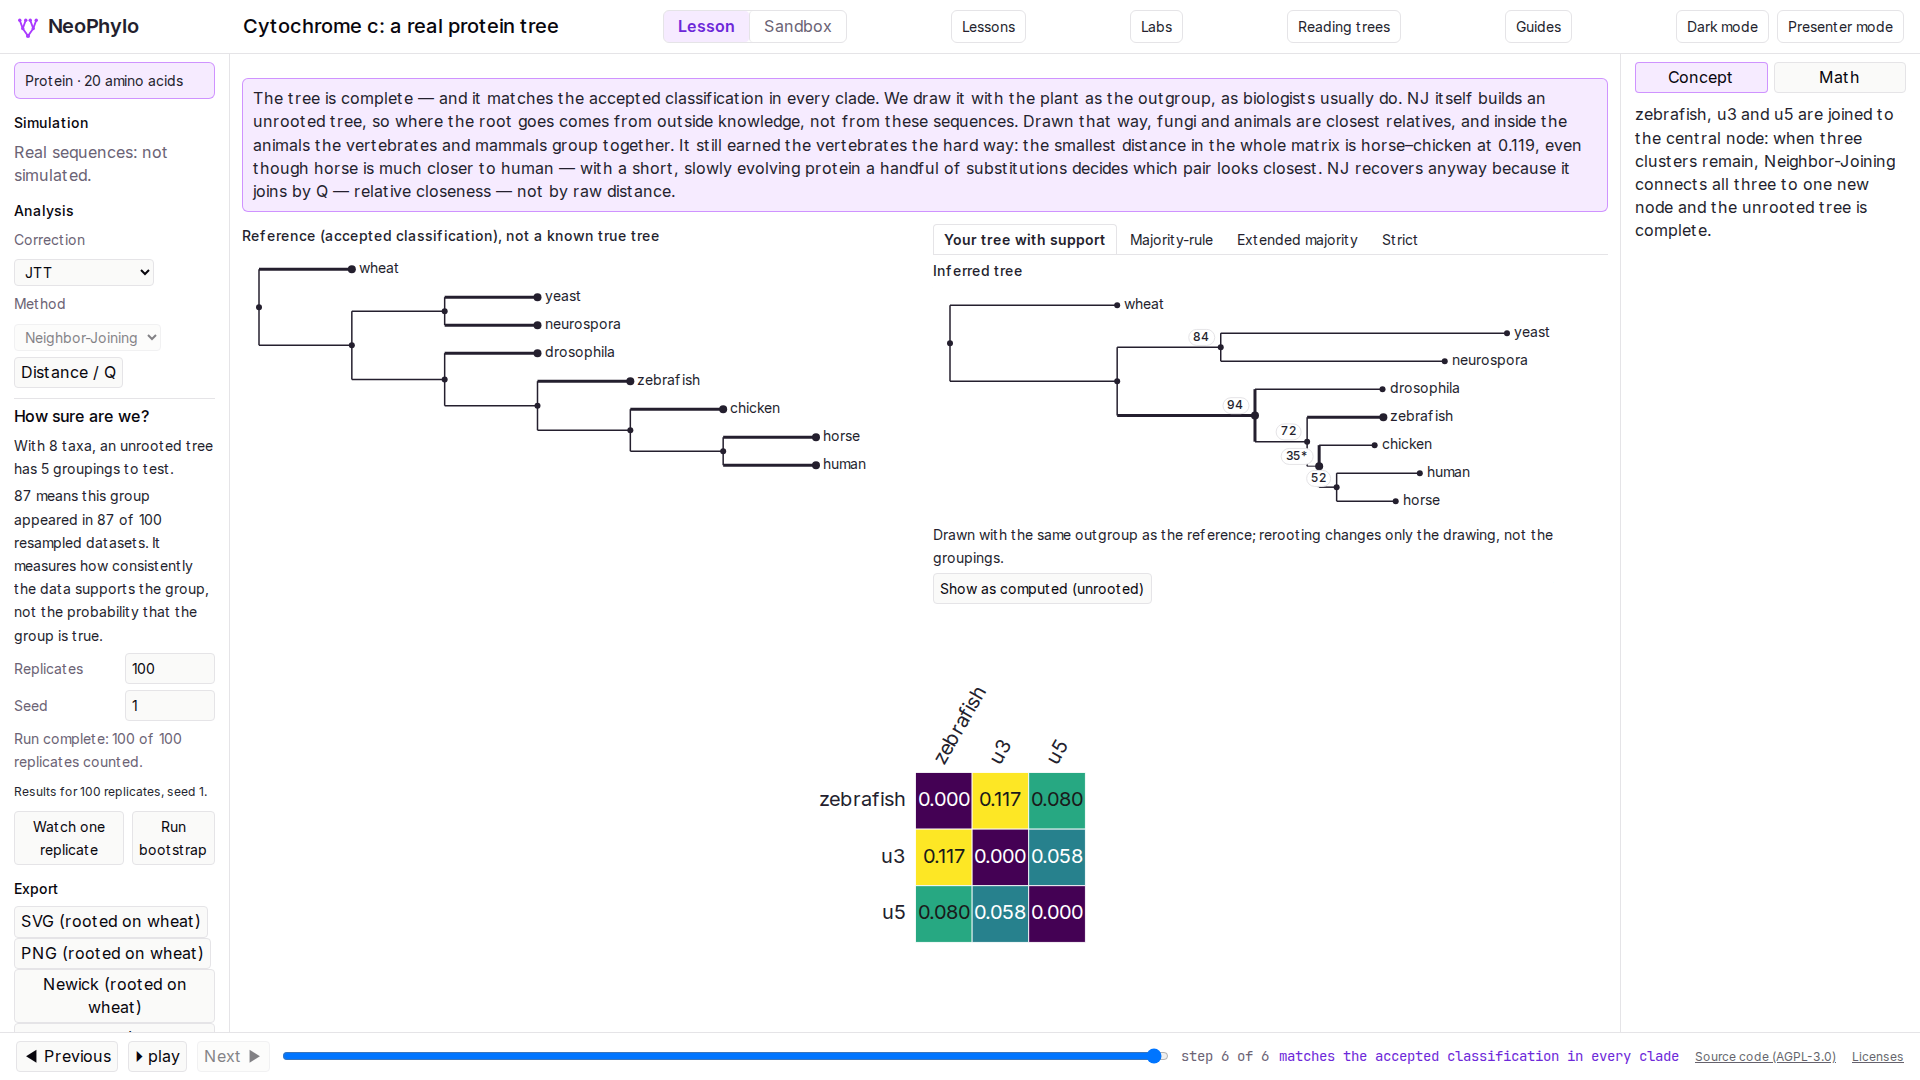 NeoPhylo
Cytochrome c: a real protein tree
Lesson
Sandbox
Lessons
Labs
Reading trees
Guides
Dark mode
Presenter mode
Protein · 20 amino acids
Simulation
Real sequences: not
simulated.
Analysis
Correction
JTT
Method
Neighbor-Joining
Distance / Q
How sure are we?
With 8 taxa, an unrooted tree
has 5 groupings to test.
87 means this group
appeared in 87 of 100
resampled datasets. It
measures how consistently
the data supports the group,
not the probability that the
group is true.
Replicates
100
Seed
1
Run complete: 100 of 100
replicates counted.
Results for 100 replicates, seed 1.
Watch one
replicate
Run
bootstrap
Export
SVG (rooted on wheat)
PNG (rooted on wheat)
Newick (rooted on
wheat)
The tree is complete — and it matches the accepted classification in every clade. We draw it with the plant as the outgroup, as biologists usually do. NJ itself builds an
unrooted tree, so where the root goes comes from outside knowledge, not from these sequences. Drawn that way, fungi and animals are closest relatives, and inside the
animals the vertebrates and mammals group together. It still earned the vertebrates the hard way: the smallest distance in the whole matrix is horse–chicken at 0.119, even
though horse is much closer to human — with a short, slowly evolving protein a handful of substitutions decides which pair looks closest. NJ recovers anyway because it
joins by Q — relative closeness — not by raw distance.
Reference (accepted classification), not a known true tree
wheat
yeast
neurospora
drosophila
zebrafish
chicken
horse
human
Your tree with support
Majority-rule
Extended majority
Strict
Inferred tree
wheat
84
yeast
neurospora
drosophila
94
zebrafish
72
chicken
35*
human
52
horse
Drawn with the same outgroup as the reference; rerooting changes only the drawing, not the
groupings.
Show as computed (unrooted)
zebrafish
u3
u5
zebrafish 0.000 0.117 0.080
u3 0.117 0.000 0.058
u5 0.080 0.058 0.000
Concept
Math
zebrafish, u3 and u5 are joined to
the central node: when three
clusters remain, Neighbor-Joining
connects all three to one new
node and the unrooted tree is
complete.
Previous
play
Next
step 6 of 6
matches the accepted classification in every clade
Source code (AGPL-3.0)
Licenses